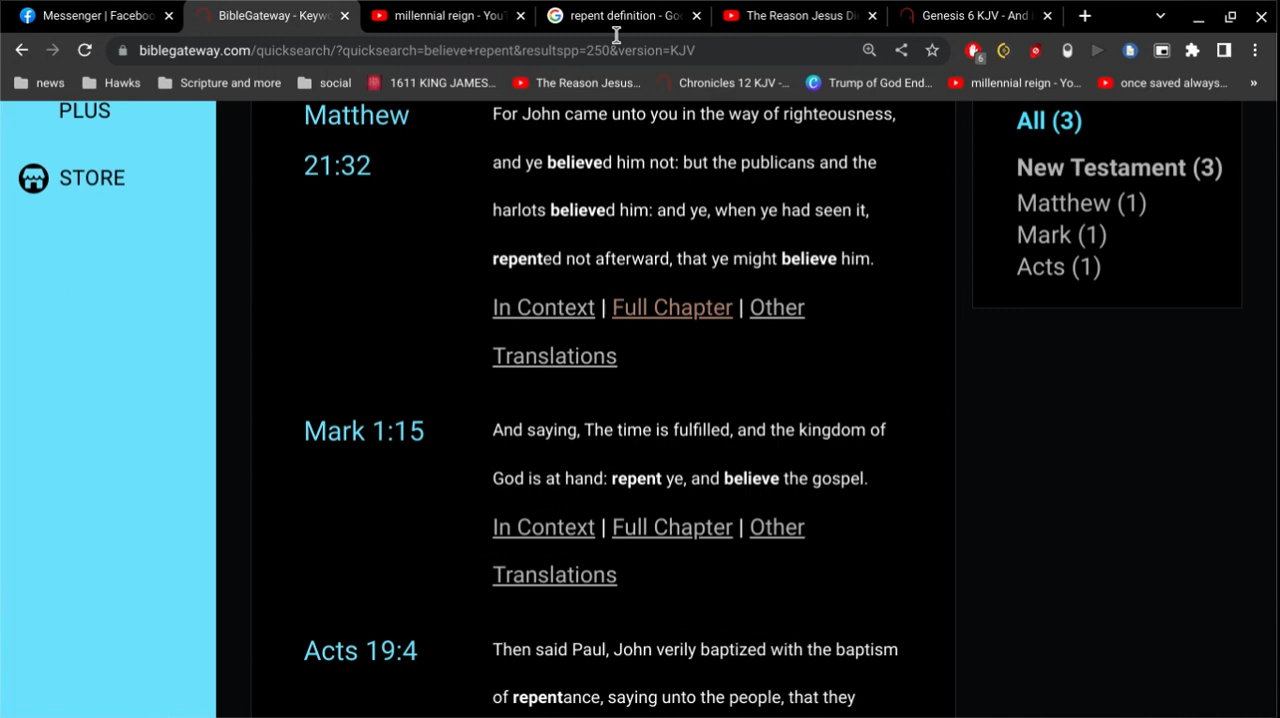 Messenger | Faceboo
BibleGateway - Keywo
millennial reign - YouT
repent definition - Goo
The Reason Jesus Di
Genesis 6 KJV - And i
biblegateway.com/quicksearch/?quicksearch=believe+repent&resultspp=250&version=KJV
6
news
Hawks
Scripture and more
social
1611 KING JAMES...
The Reason Jesus...
Chronicles 12 KJV -...
Trump of God End...
millennial reign - Yo...
once saved always...
»
PLUS
STORE
Matthew
21:32
For John came unto you in the way of righteousness,
and ye believed him not: but the publicans and the
harlots believed him: and ye, when ye had seen it,
repented not afterward, that ye might believe him.
In Context | Full Chapter | Other
Translations
Mark 1:15
And saying, The time is fulfilled, and the kingdom of
God is at hand: repent ye, and believe the gospel.
In Context | Full Chapter | Other
Translations
Acts 19:4
Then said Paul, John verily baptized with the baptism
of repentance, saying unto the people, that they
All (3)
New Testament (3)
Matthew (1)
Mark (1)
Acts (1)